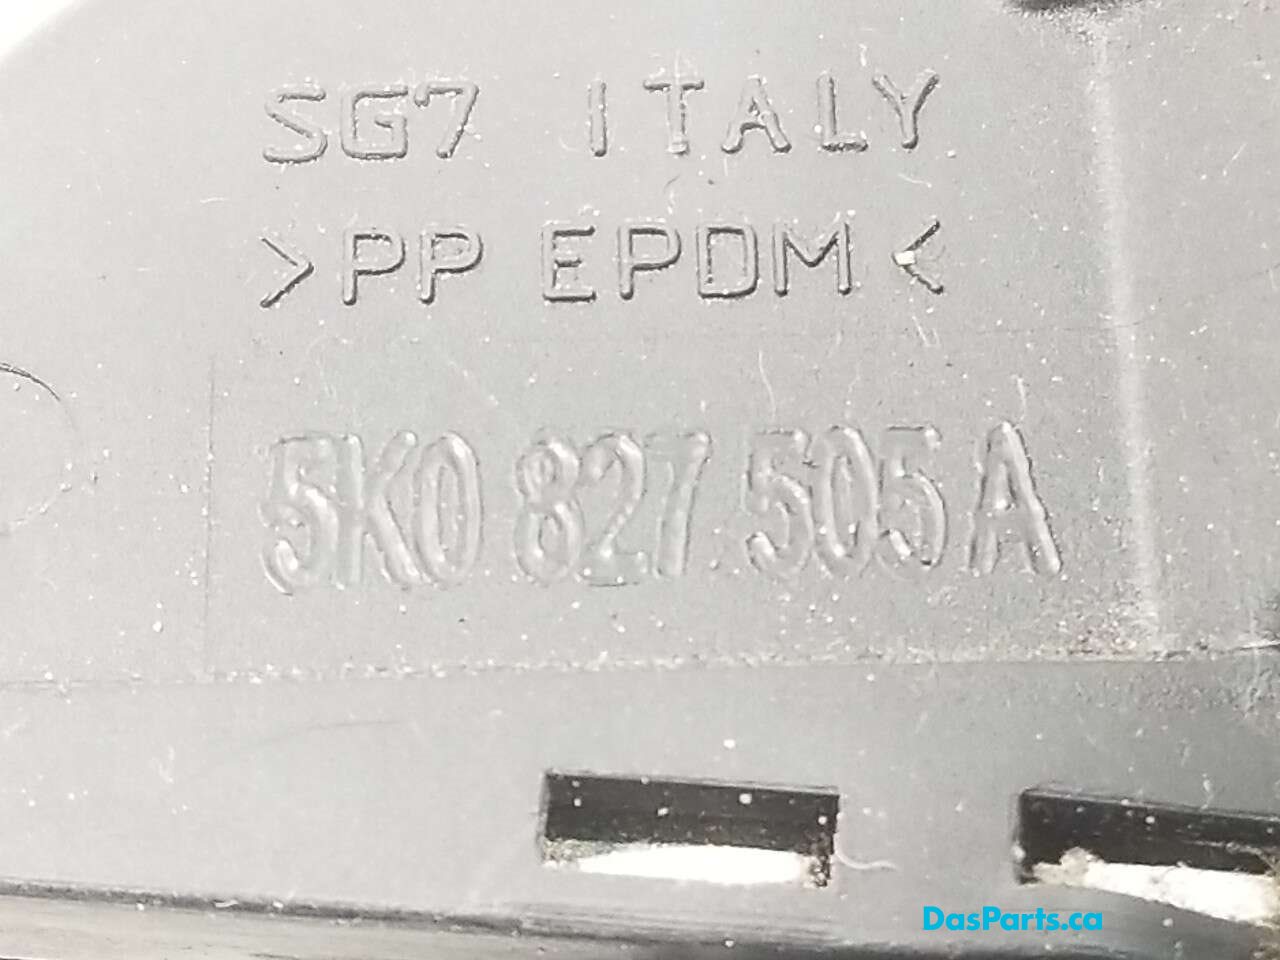 SG7 ITALY
>PP EPDM<
5K0 827 505 A
DasParts.ca